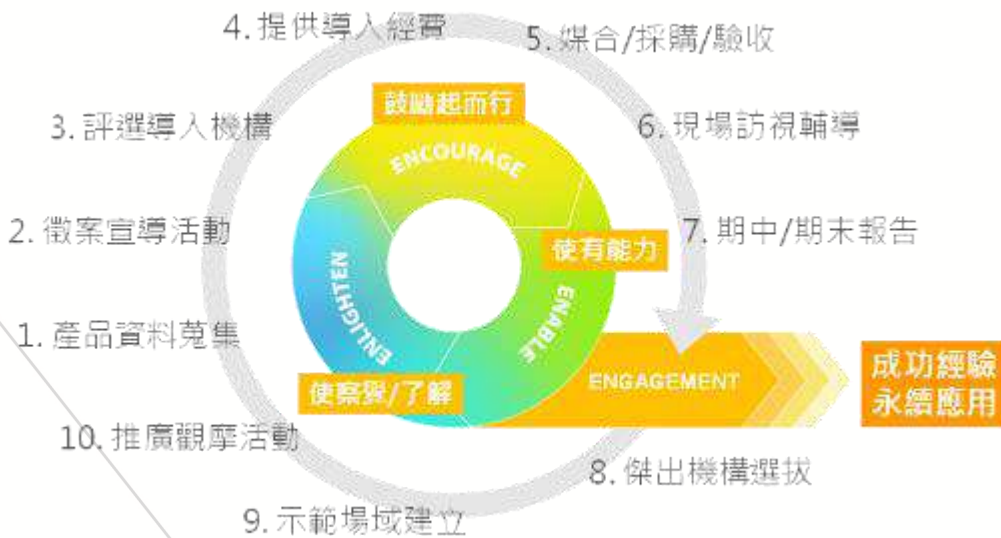 4. 提供導入經費
5. 媒合/採購/驗收
鼓勵起而行
3. 評選導入機構
6. 現場訪視輔導
ENCOURAGE
2. 徵案宣導活動
7. 期中/期末報告
使有能力
ENLIGHTEN
ENABLE
1. 產品資料蒐集
ENGAGEMENT
成功經驗
永續應用
使察覺/了解
10. 推廣觀摩活動
8. 傑出機構選拔
9. 示範場域建立